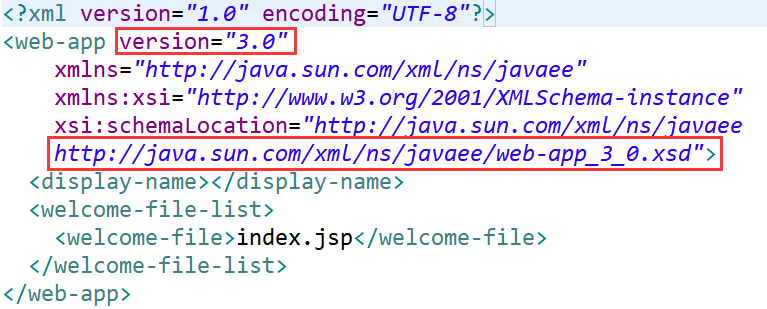 <?xml version="1.0" encoding="UTF-8"?>
<web-app version="3.0"
xmlns="http://java.sun.com/xml/ns/javaee"
xmlns:xsi="http://www.w3.org/2001/XMLSchema-instance"
xsi:schemaLocation="http://java.sun.com/xml/ns/javaee
http://java.sun.com/xml/ns/javaee/web-app_3_0.xsd">
<display-name></display-name>
<welcome-file-list>
<welcome-file>index.jsp</welcome-file>
</welcome-file-list>
</web-app>